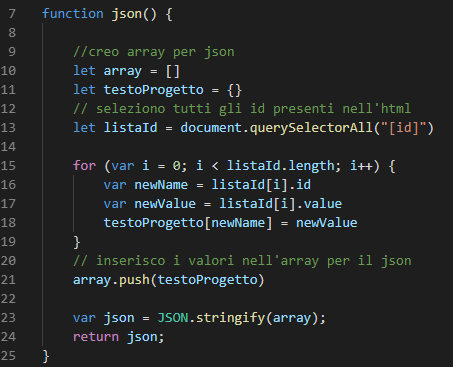 7 function json() {
8
9 //creo array per json
10 let array = []
11 let testoProgetto = {}
12 // seleziono tutti gli id presenti nell'html
13 let listaId = document.querySelectorAll("[id]")
14
15 for (var i = 0; i < listaId.length; i++) {
16 var newName = listaId[i].id
17 var newValue = listaId[i].value
18 testoProgetto[newName] = newValue
19 }
20 // inserisco i valori nell'array per il json
21 array.push(testoProgetto)
22
23 var json = JSON.stringify(array);
24 return json;
25 }